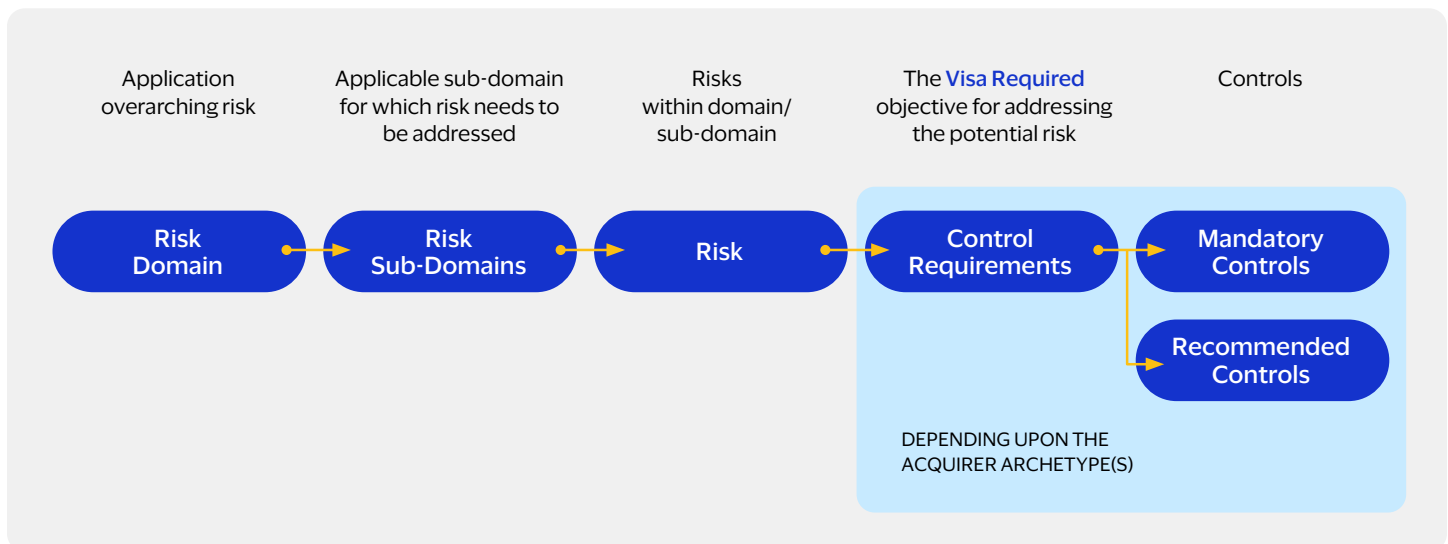 Application
overarching risk
Applicable sub-domain
for which risk needs to
be addressed
Risks
within domain/
sub-domain
The Visa Required
objective for addressing
the potential risk
Controls
Risk
Domain
Risk
Sub-Domains
Risk
Control
Requirements
Mandatory
Controls
Recommended
Controls
DEPENDING UPON THE
ACQUIRER ARCHETYPE(S)